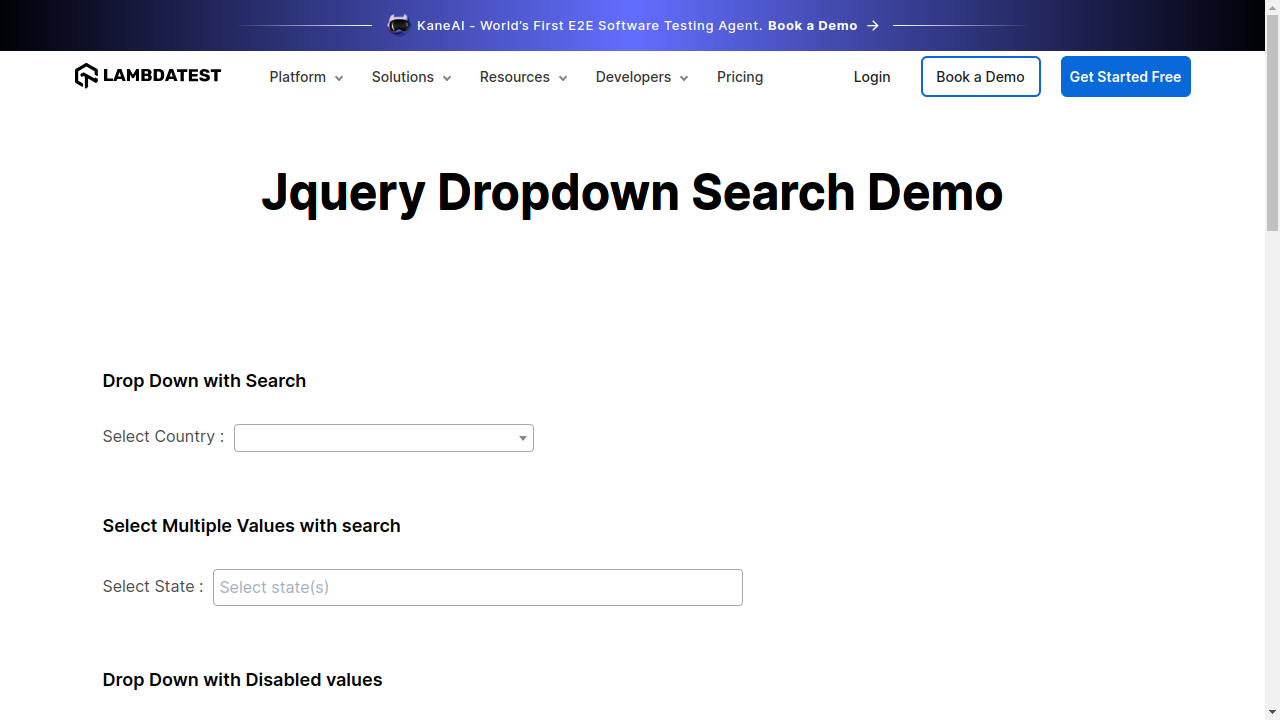 KaneAI - World's First E2E Software Testing Agent. Book a Demo →
LAMBDATEST Platform Solutions Resources Developers Pricing Login Book a Demo Get Started Free
Jquery Dropdown Search Demo
Drop Down with Search
Select Country :
Select Multiple Values with search
Select State : Select state(s)
Drop Down with Disabled values